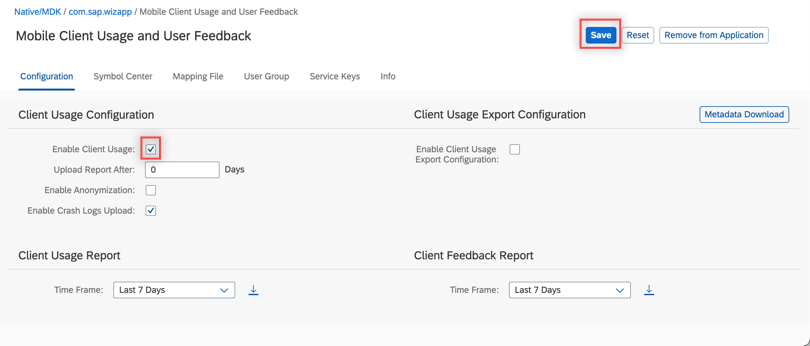 Native/MDK / com.sap.wizapp / Mobile Client Usage and User Feedback
Mobile Client Usage and User Feedback
Save Reset Remove from Application
Configuration Symbol Center Mapping File User Group Service Keys Info
Client Usage Configuration
Enable Client Usage:
Upload Report After: 0 Days
Enable Anonymization:
Enable Crash Logs Upload:
Client Usage Export Configuration Metadata Download
Enable Client Usage
Export Configuration:
Client Usage Report
Time Frame: Last 7 Days
Client Feedback Report
Time Frame: Last 7 Days